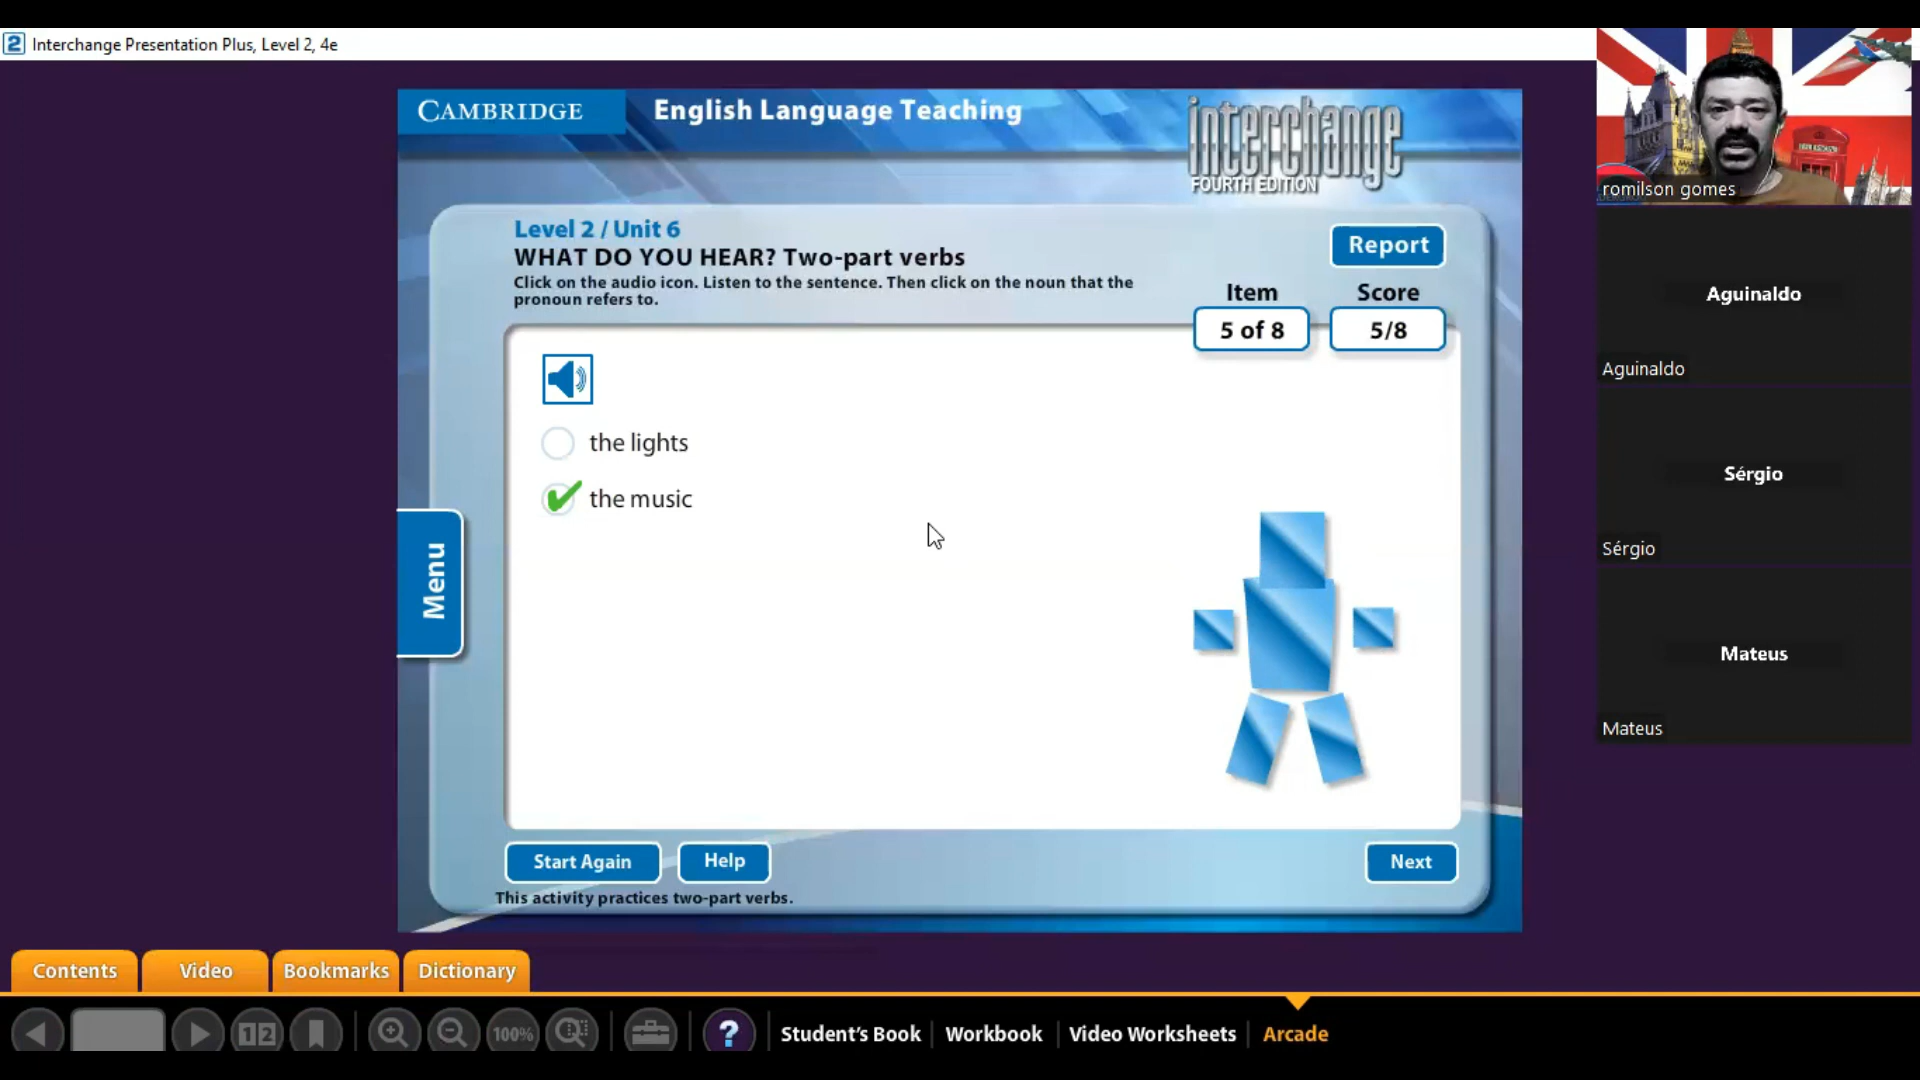 2 Interchange Presentation Plus, Level 2, 4e
CAMBRIDGE
English Language Teaching
interchange
FOURTH EDITION
romilson gomes
Level 2 / Unit 6
WHAT DO YOU HEAR? Two-part verbs
Click on the audio icon. Listen to the sentence. Then click on the noun that the
pronoun refers to.
Report
Item
Score
5 of 8
5/8
the lights
the music
Menu
Start Again
Help
Next
This activity practices two-part verbs.
Aguinaldo
Aguinaldo
Sérgio
Sérgio
Mateus
Mateus
Contents
Video
Bookmarks
Dictionary
12
100%
?
Student's Book
Workbook
Video Worksheets
Arcade